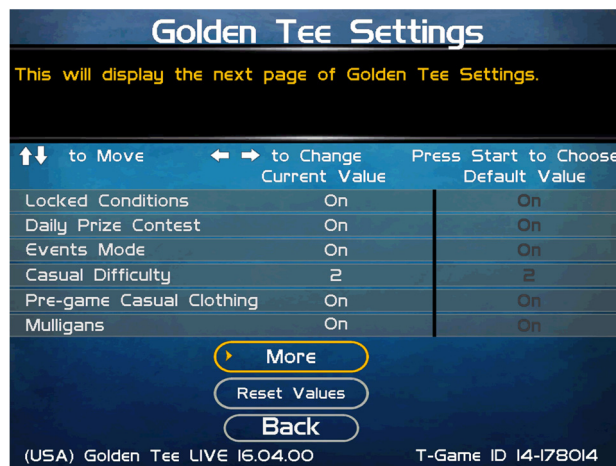 Golden Tee Settings
This will display the next page of Golden Tee Settings.
to Move to Change Press Start to Choose
Current Value Default Value
Locked Conditions On On
Daily Prize Contest On On
Events Mode On On
Casual Difficulty 2 2
Pre-game Casual Clothing On On
Mulligans On On
More
Reset Values
Back
(USA) Golden Tee LIVE 16.04.00 T-Game ID 14-178014